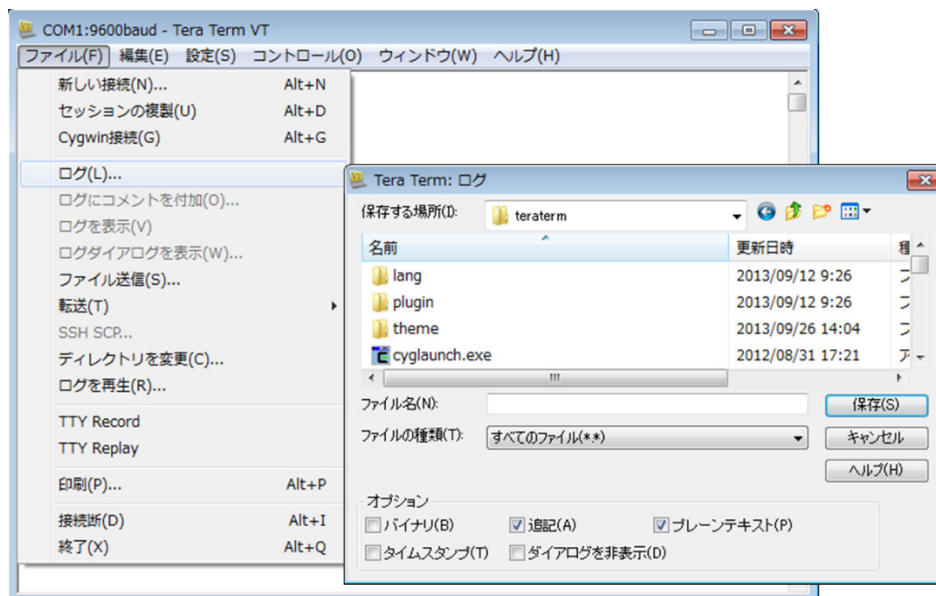 COM1:9600baud - Tera Term VT
ファイル(F) 編集(E) 設定(S) コントロール(O) ウィンドウ(W) ヘルプ(H)
新しい接続(N)... Alt+N
セッションの複製(U) Alt+D
Cygwin接続(G) Alt+G
ログ(L)...
ログにコメントを付加(O)...
ログを表示(V)
ログダイアログを表示(W)...
ファイル送信(S)...
転送(T)
SSH SCP...
ディレクトリを変更(C)...
ログを再生(R)...
TTY Record
TTY Replay
印刷(P)... Alt+P
接続断(D) Alt+I
終了(X) Alt+Q
Tera Term: ログ
保存する場所(I): teraterm
名前 更新日時 種
lang 2013/09/12 9:26 フ
plugin 2013/09/12 9:26 フ
theme 2013/09/26 14:04 フ
cyglaunch.exe 2012/08/31 17:21 ア
ファイル名(N): 保存(S)
ファイルの種類(T): すべてのファイル(*.*) キャンセル
ヘルプ(H)
オプション
バイナリ(B) 追記(A) プレーンテキスト(P)
タイムスタンプ(T) ダイアログを非表示(D)